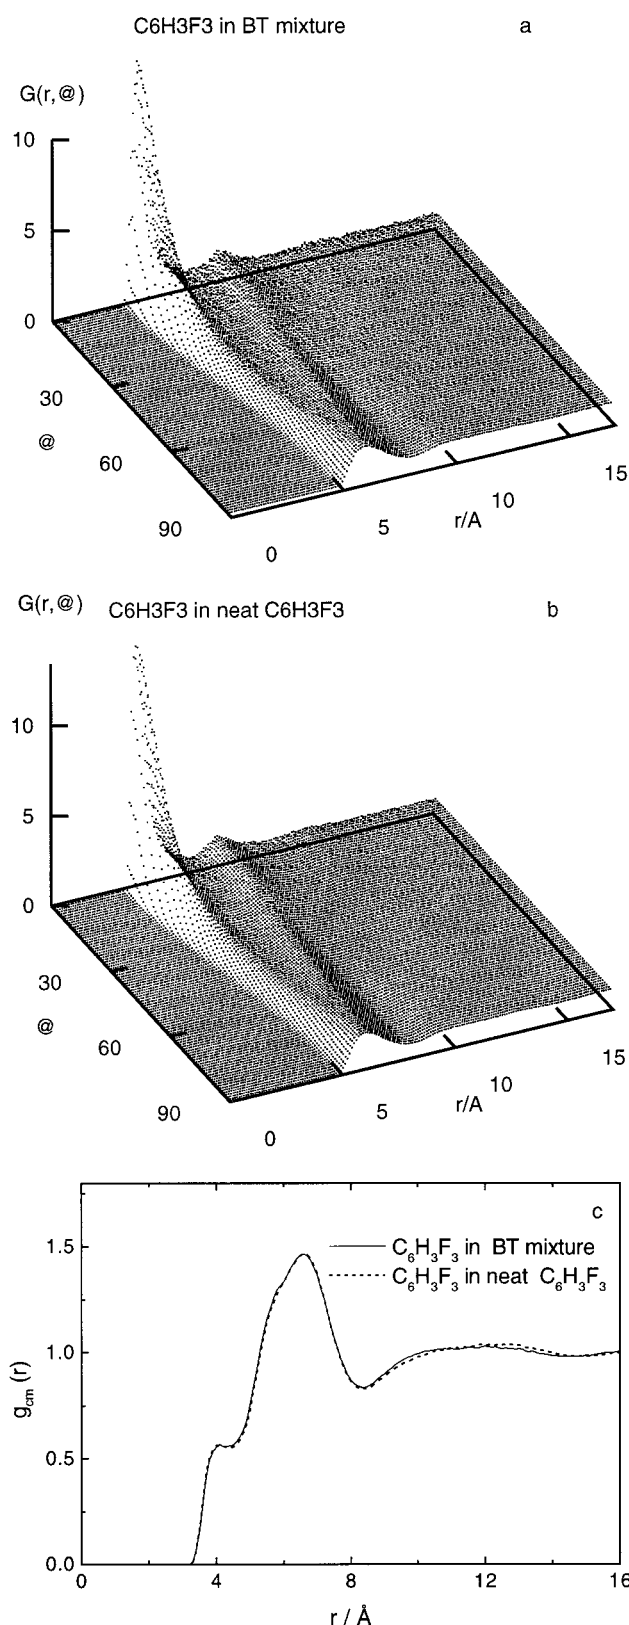 C6H3F3 in BT mixture a
G(r,@)
10
5
0
30
@
60
90
0
5
r/A
10
15
G(r,@) C6H3F3 in neat C6H3F3 b
10
5
0
30
@
60
90
0
5
r/A
10
15
c
C₆H₃F₃ in BT mixture
C₆H₃F₃ in neat C₆H₃F₃
1.5
1.0
0.5
0.0
g_cm (r)
0 4 8 12 16
r / Å